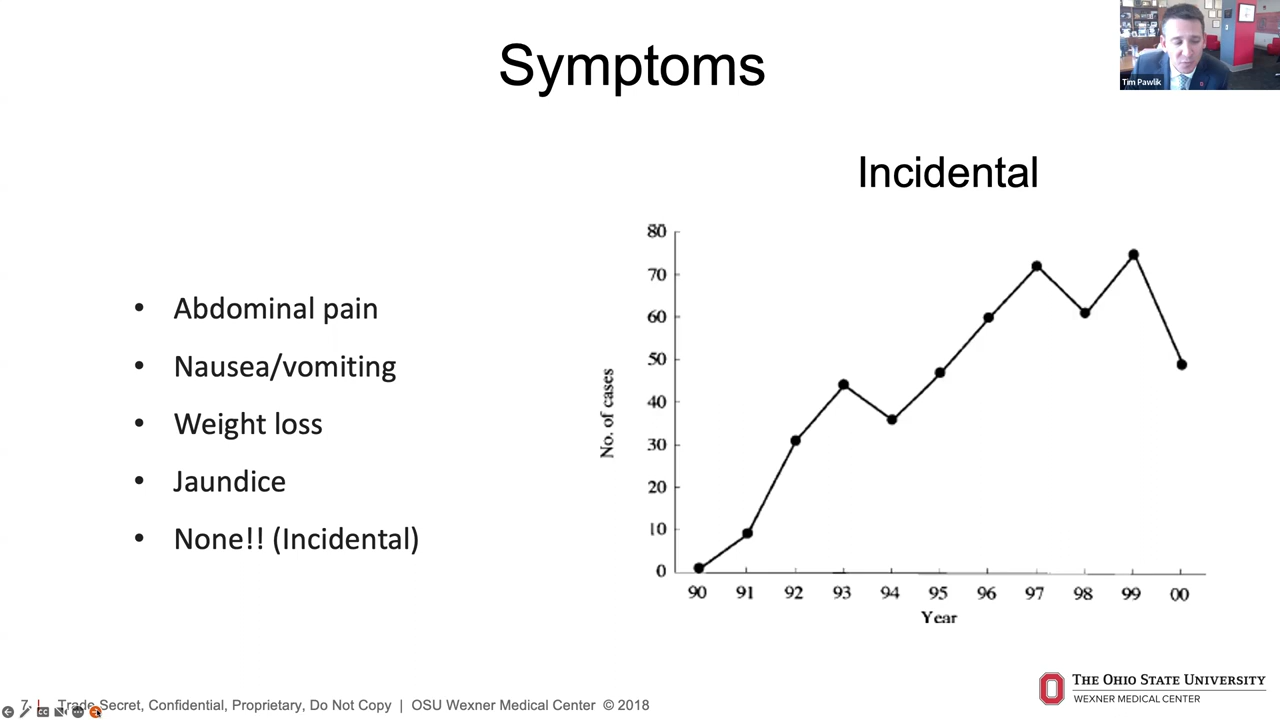 Symptoms
Tim Pawlik
Incidental
• Abdominal pain
• Nausea/vomiting
• Weight loss
• Jaundice
• None!! (Incidental)
80
70
60
50
40
30
20
10
0
No. of cases
90 91 92 93 94 95 96 97 98 99 00
Year
7 | Trade Secret, Confidential, Proprietary, Do Not Copy | OSU Wexner Medical Center © 2018
THE OHIO STATE UNIVERSITY
WEXNER MEDICAL CENTER